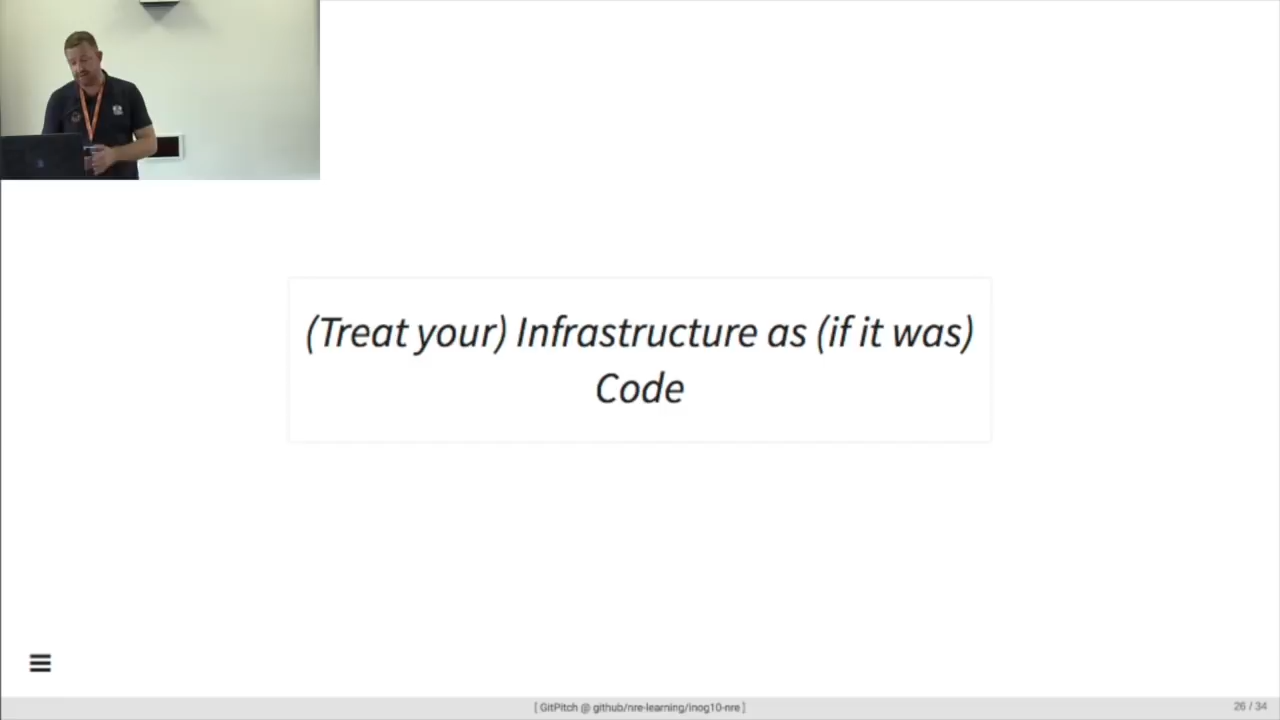 (Treat your) Infrastructure as (if it was)
Code
[ GitPitch @ github/nre-learning/inog10-nre ]
26 / 34